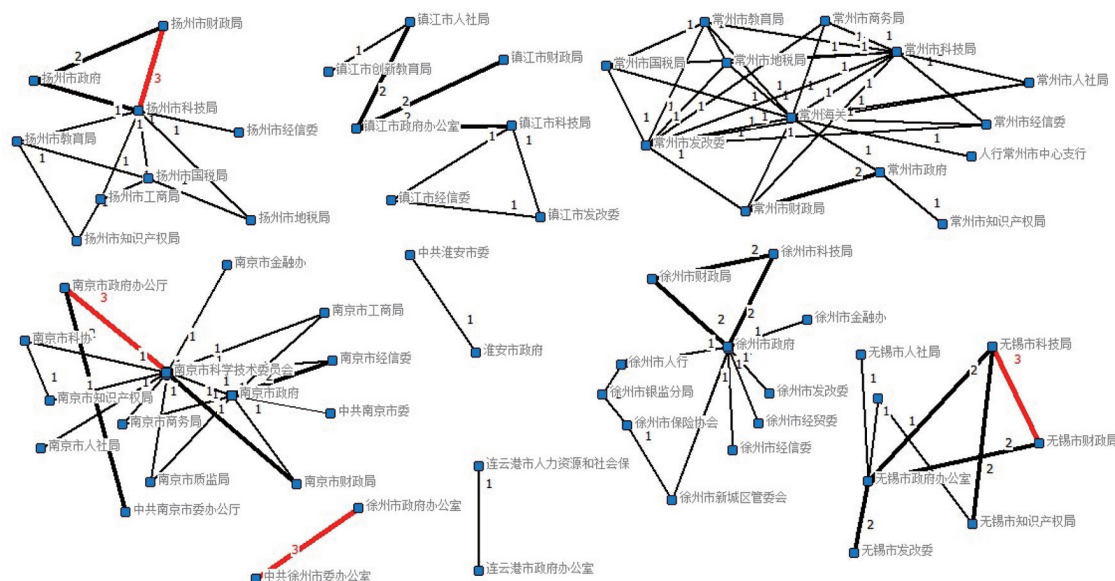 扬州市财政局
2
3
扬州市政府
扬州市科技局
1
1
1
1
扬州市教育局
扬州市经信委
1
1
扬州市国税局
1
扬州市工商局
扬州市地税局
扬州市知识产权局
镇江市人社局
1
镇江市创新教育局
镇江市财政局
2
2
镇江市政府办公室
2
镇江市科技局
1
1
镇江市经信委
1
镇江市发改委
常州市教育局
常州市商务局
常州市科技局
常州市国税局
常州市地税局
常州市人社局
常州海关
常州市经信委
常州市发改委
人行常州市中心支行
常州市政府
2
常州市财政局
1
常州市知识产权局
南京市金融办
南京市政府办公厅
3
南京市工商局
南京市科协
南京市科学技术委员会
南京市经信委
南京市政府
南京市知识产权局
中共南京市委
南京市商务局
南京市人社局
南京市质监局
南京市财政局
中共南京市委办公厅
中共淮安市委
1
淮安市政府
连云港市人力资源和社会保
1
连云港市政府办公室
徐州市政府办公室
3
中共徐州市委办公室
徐州市科技局
2
徐州市财政局
2
2
徐州市金融办
1
徐州市政府
徐州市人行
徐州市银监分局
徐州市发改委
徐州市保险协会
徐州市经贸委
徐州市经信委
1
徐州市新城区管委会
无锡市科技局
无锡市人社局
3
1
2
1
1
无锡市财政局
2
无锡市政府办公室
2
无锡市知识产权局
2
无锡市发改委